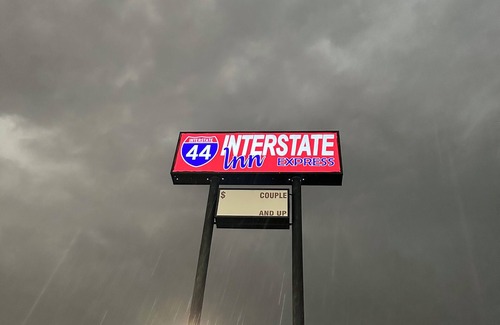 INTERSTATE
44
INTERSTATE
Inn EXPRESS
$ COUPLE
AND UP